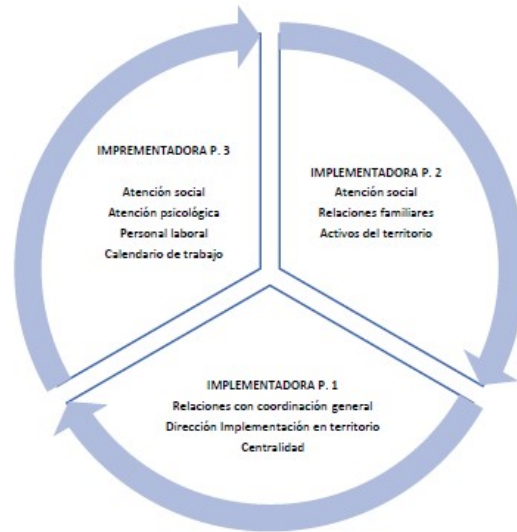 IMPREMENTADORA P. 3
Atención social
Atención psicológica
Personal laboral
Calendario de trabajo
IMPLEMENTADORA P. 2
Atención social
Relaciones familiares
Activos del territorio
IMPLEMENTADORA P. 1
Relaciones con coordinación general
Dirección Implementación en territorio
Centralidad